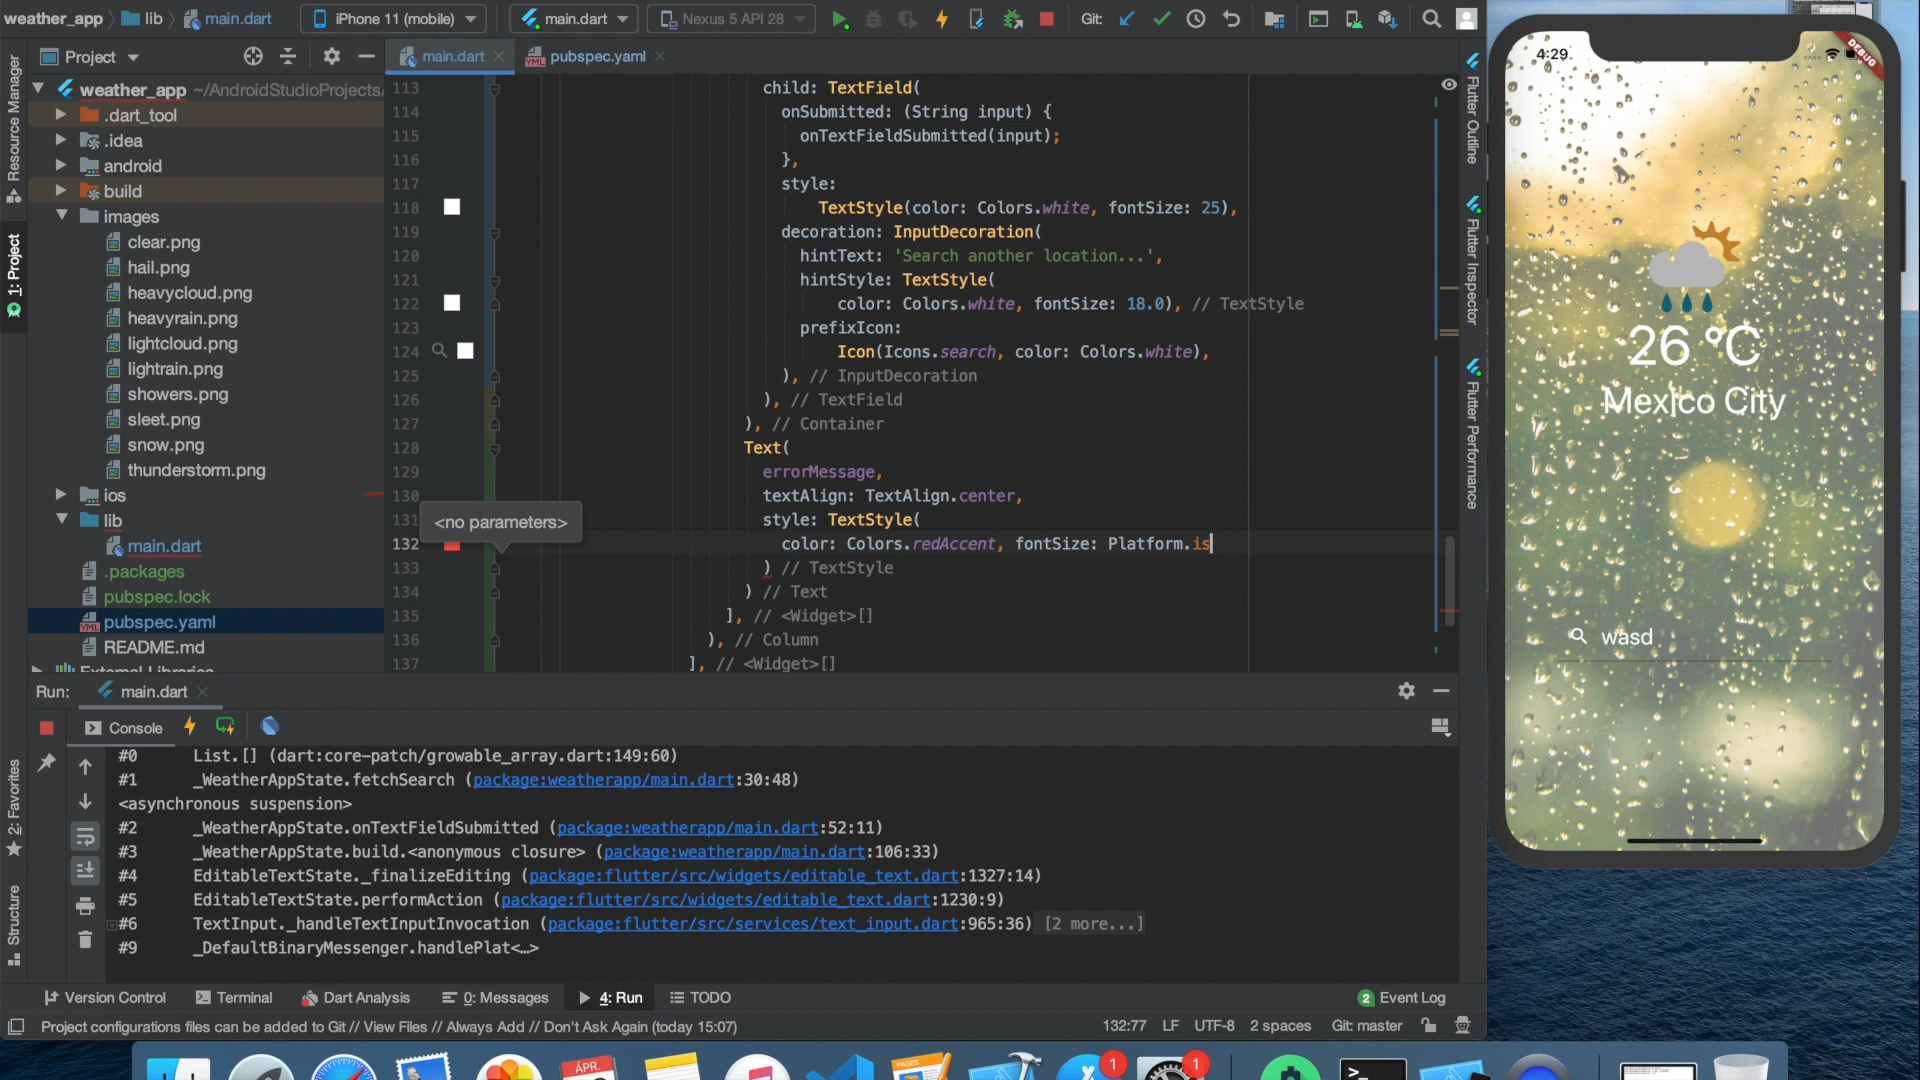 weather_app
lib
main.dart
iPhone 11 (mobile)
main.dart
Nexus 5 API 28
Git:
Project
main.dart
pubspec.yaml
Resource Manager
1: Project
2: Favorites
Structure
weather_app ~/AndroidStudioProjects/
.dart_tool
.idea
android
build
images
clear.png
hail.png
heavycloud.png
heavyrain.png
lightcloud.png
lightrain.png
showers.png
sleet.png
snow.png
thunderstorm.png
ios
lib
main.dart
.packages
pubspec.lock
pubspec.yaml
README.md
External Libraries
113 child: TextField(
114 onSubmitted: (String input) {
115 onTextFieldSubmitted(input);
116 },
117 style:
118 TextStyle(color: Colors.white, fontSize: 25),
119 decoration: InputDecoration(
120 hintText: 'Search another location...',
121 hintStyle: TextStyle(
122 color: Colors.white, fontSize: 18.0), // TextStyle
123 prefixIcon:
124 Icon(Icons.search, color: Colors.white),
125 ), // InputDecoration
126 ), // TextField
127 ), // Container
128 Text(
129 errorMessage,
130 textAlign: TextAlign.center,
131 style: TextStyle(
<no parameters>
132 color: Colors.redAccent, fontSize: Platform.is
133 ) // TextStyle
134 ) // Text
135 ], // <Widget>[]
136 ), // Column
137 ], // <Widget>[]
Flutter Outline
Flutter Inspector
Flutter Performance
Run:
main.dart
Console
#0 List.[] (dart:core-patch/growable_array.dart:149:60)
#1 _WeatherAppState.fetchSearch (package:weatherapp/main.dart:30:48)
<asynchronous suspension>
#2 _WeatherAppState.onTextFieldSubmitted (package:weatherapp/main.dart:52:11)
#3 _WeatherAppState.build.<anonymous closure> (package:weatherapp/main.dart:106:33)
#4 EditableTextState._finalizeEditing (package:flutter/src/widgets/editable_text.dart:1327:14)
#5 EditableTextState.performAction (package:flutter/src/widgets/editable_text.dart:1230:9)
#6 TextInput._handleTextInputInvocation (package:flutter/src/services/text_input.dart:965:36) [2 more...]
#9 _DefaultBinaryMessenger.handlePlat<…>
Version Control
Terminal
Dart Analysis
0: Messages
4: Run
TODO
2 Event Log
Project configurations files can be added to Git // View Files // Always Add // Don't Ask Again (today 15:07)
132:77 LF UTF-8 2 spaces Git: master
4:29
DEBUG
26 °C
Mexico City
wasd
APR.
PAGES
1
1